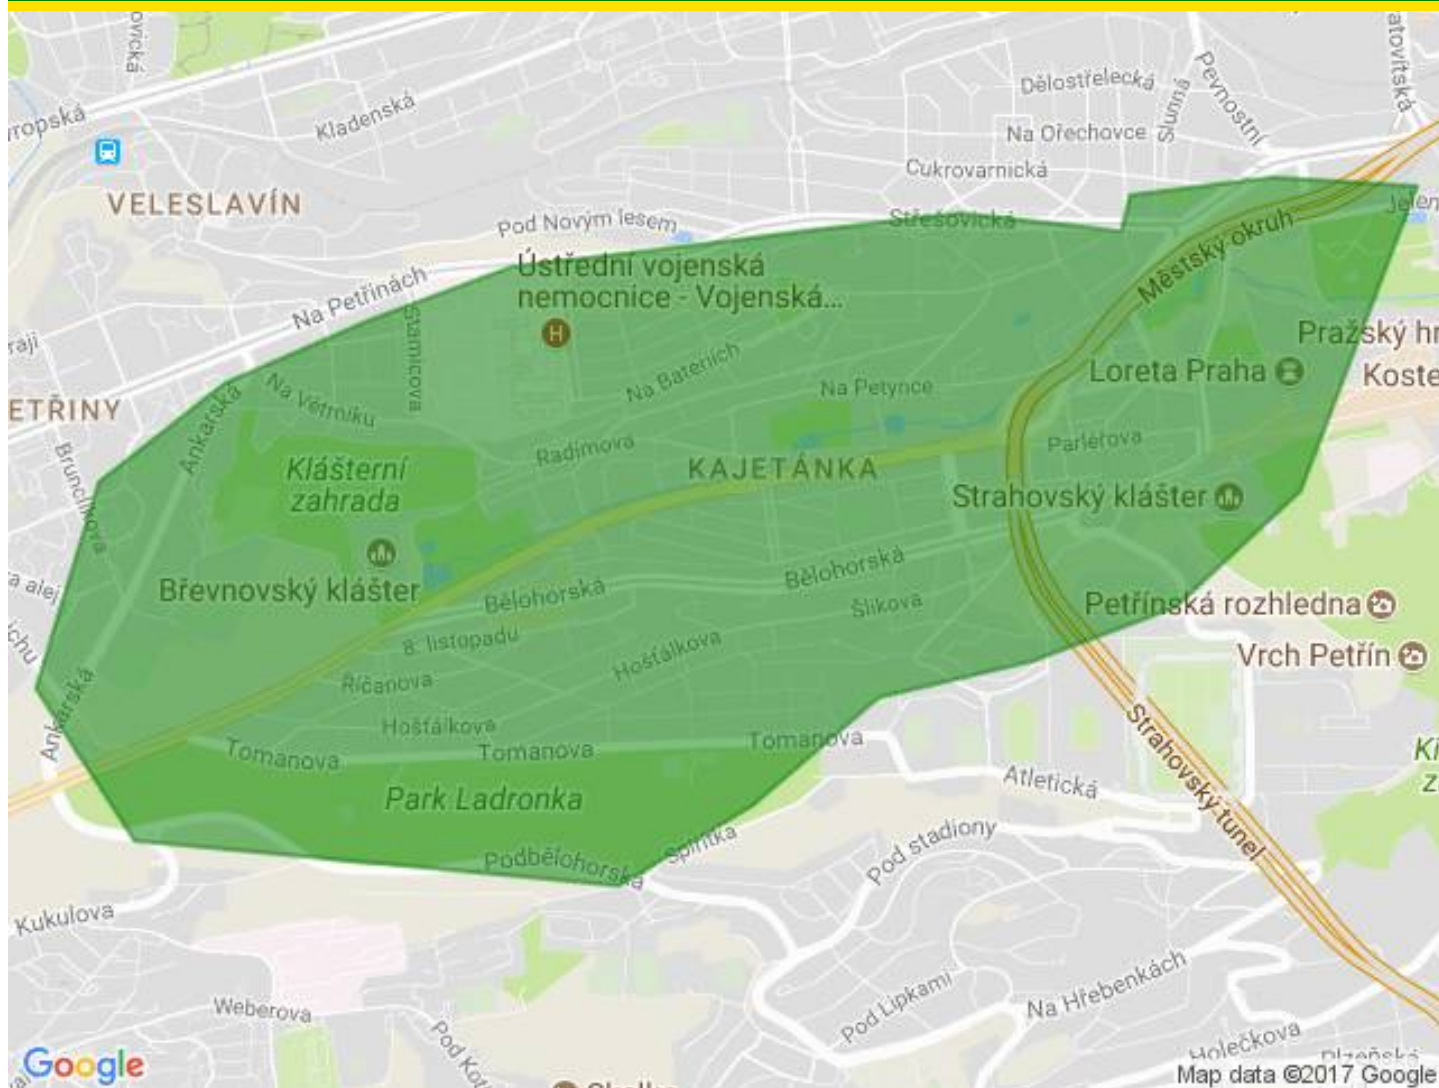 Dělostřelecká
Pevnostní
Slunná
Kladenská
Na Ořechovce
Cukrovarnická
VELESLAVÍN
Pod Novým lesem
Střešovická
Jelen
Městský okruh
Ústřední vojenská
nemocnice - Vojenská...
H
Na Petřinách
Stamicova
Pražský hr
Na Bateriích
Loreta Praha
Koste
Na Petynce
Na Větrníku
ETŘINY
Ankarská
Radimova
Parléřova
Brunclíkova
Klášterní
zahrada
KAJETÁNKA
Strahovský klášter
Břevnovský klášter
Bělohorská
Bělohorská
Šlikova
Petřínská rozhledna
8. listopadu
Hošťálkova
Vrch Petřín
Říčanova
Ankarská
Hošťálkova
Tomanova
Tomanova
Tomanova
Strahovský tunel
Atletická
Park Ladronka
Spiritka
Pod stadiony
Podbělohorská
Kukulova
Weberova
Pod Lipkami
Na Hřebenkách
Holečkova
Google
Map data ©2017 Google